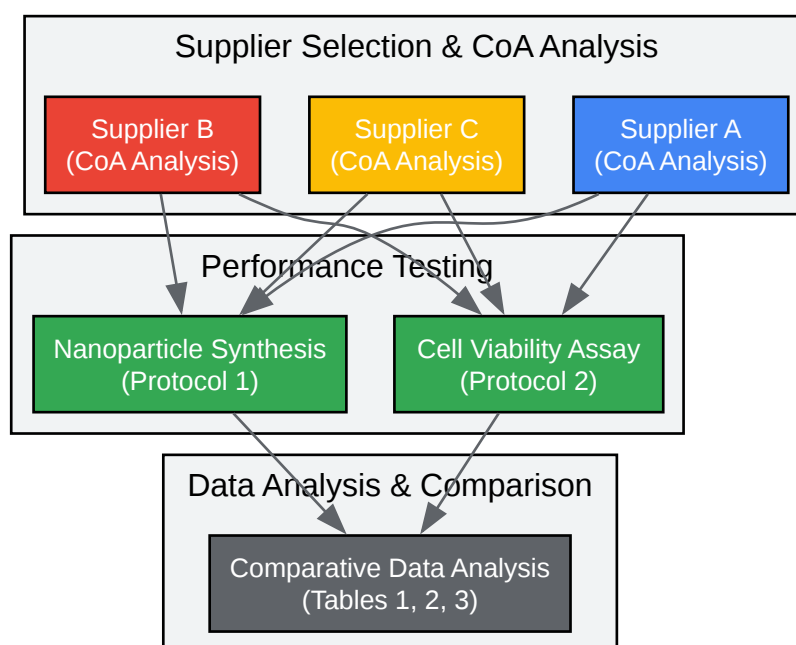 Supplier Selection & CoA Analysis
Supplier B
(CoA Analysis)
Supplier C
(CoA Analysis)
Supplier A
(CoA Analysis)
Performance Testing
Nanoparticle Synthesis
(Protocol 1)
Cell Viability Assay
(Protocol 2)
Data Analysis & Comparison
Comparative Data Analysis
(Tables 1, 2, 3)